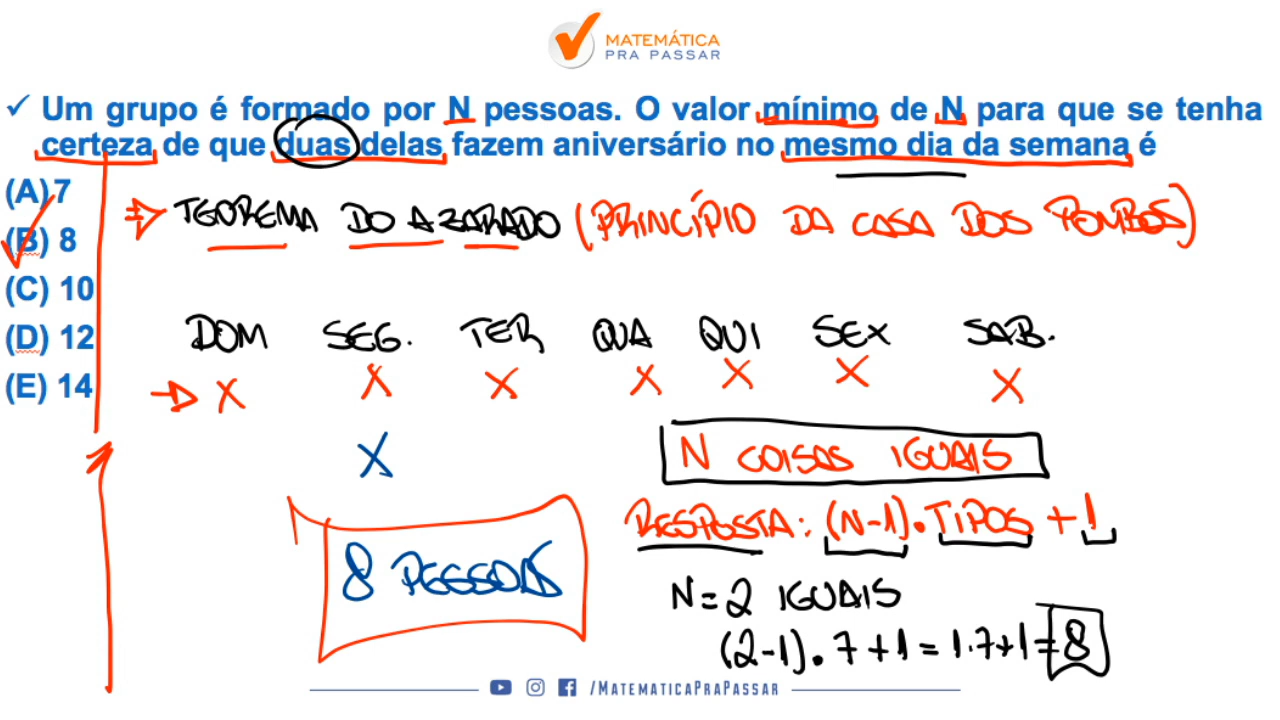 MATEMÁTICA
PRA PASSAR
✓ Um grupo é formado por N pessoas. O valor mínimo de N para que se tenha
certeza de que duas delas fazem aniversário no mesmo dia da semana é
(A) 7
(B) 8
(C) 10
(D) 12
(E) 14
⇒ TEOREMA DO AZARADO (PRINCÍPIO DA CASA DOS POMBOS)
DOM SEG. TER QUA QUI SEX SAB.
→ X X X X X X X
X
N COISAS IGUAIS
RESPOSTA: (N-1).TIPOS + 1
8 PESSOAS
N=2 IGUAIS
(2-1).7+1=1.7+1=8
/MATEMATICAPRAPASSAR